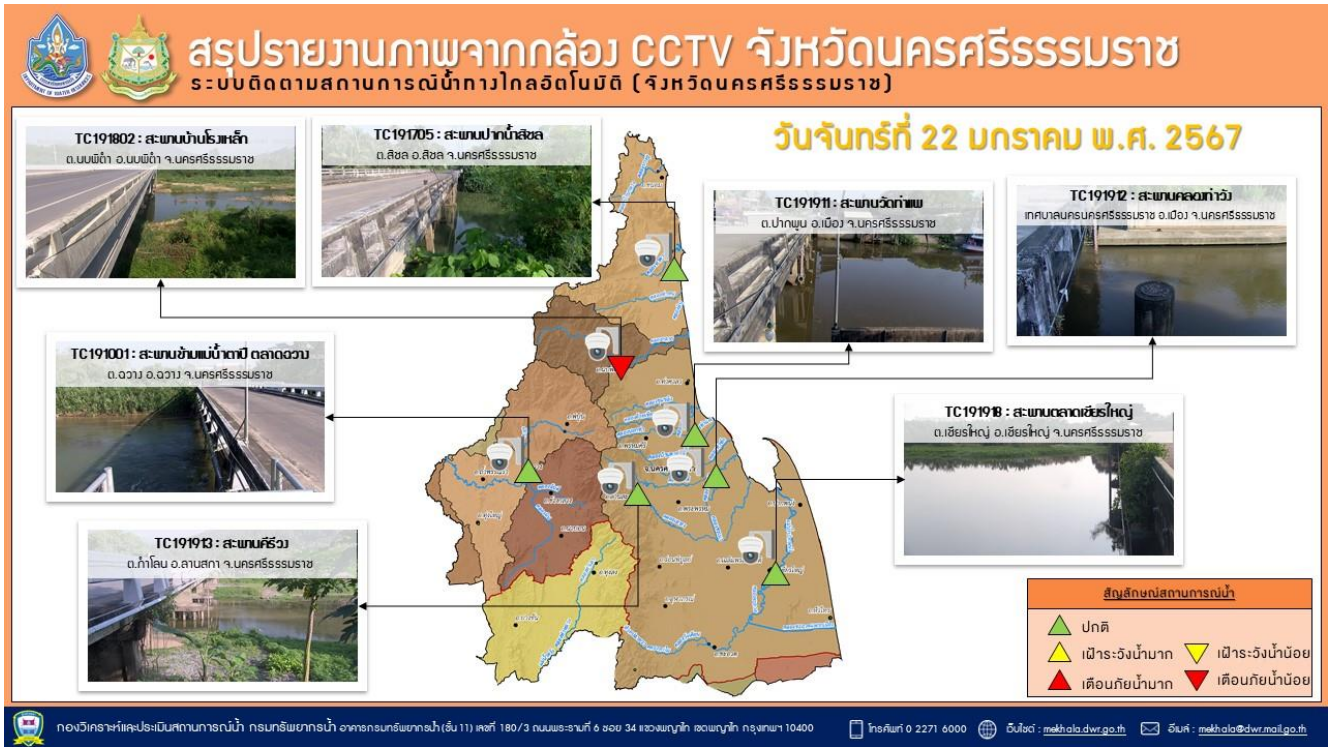 สรุปรายงานภาพจากกล้อง CCTV จังหวัดนครศรีธรรมราช
ระบบติดตามสถานการณ์น้ำทางไกลอัตโนมัติ (จังหวัดนครศรีธรรมราช)
วันจันทร์ที่ 22 มกราคม พ.ศ. 2567
TC191802 : สะพานบ้านโรงเหล็ก
ต.นบพิตำ อ.นบพิตำ จ.นครศรีธรรมราช
TC191705 : สะพานปากน้ำสิชล
ต.สิชล อ.สิชล จ.นครศรีธรรมราช
TC191911 : สะพานวัดท่าแพ
ต.ปากพูน อ.เมือง จ.นครศรีธรรมราช
TC191912 : สะพานคลองท่าวัง
เทศบาลนครนครศรีธรรมราช อ.เมือง จ.นครศรีธรรมราช
TC191001 : สะพานข้ามแม่น้ำตาปี ตลาดฉวาง
ต.ฉวาง อ.ฉวาง จ.นครศรีธรรมราช
TC191918 : สะพานตลาดเชียรใหญ่
ต.เชียรใหญ่ อ.เชียรใหญ่ จ.นครศรีธรรมราช
TC191913 : สะพานคีรีวง
ต.กำโลน อ.ลานสกา จ.นครศรีธรรมราช
สัญลักษณ์สถานการณ์น้ำ
ปกติ
เฝ้าระวังน้ำมาก
เฝ้าระวังน้ำน้อย
เตือนภัยน้ำมาก
เตือนภัยน้ำน้อย
กองวิเคราะห์และประเมินสถานการณ์น้ำ กรมทรัพยากรน้ำ อาคารกรมทรัพยากรน้ำ (ชั้น 11) เลขที่ 180/3 ถนนพระรามที่ 6 ซอย 34 แขวงพญาไท เขตพญาไท กรุงเทพฯ 10400
โทรศัพท์ 0 2271 6000
เว็บไซต์ : mekhala.dwr.go.th
อีเมล์ : mekhala@dwr.mail.go.th